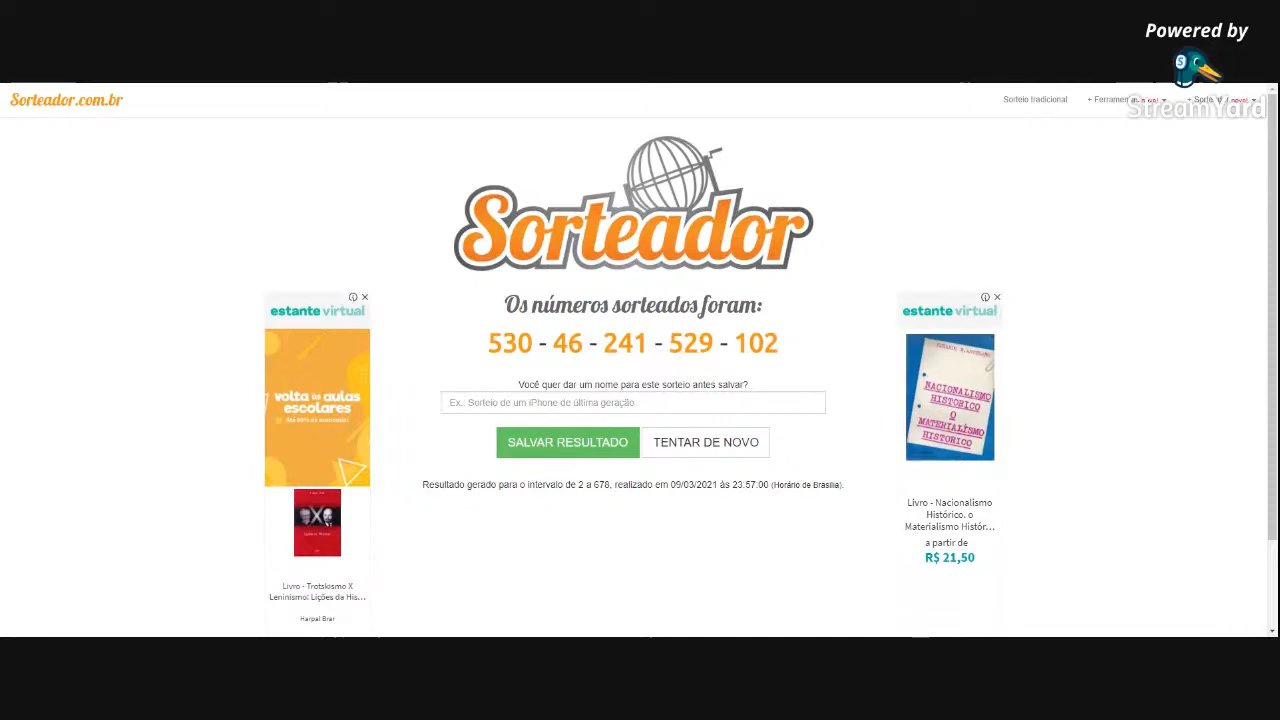 Powered by
StreamYard
Sorteador.com.br
Sorteio tradicional
Sorteador
Os números sorteados foram:
530 - 46 - 241 - 529 - 102
Você quer dar um nome para este sorteio antes salvar?
Ex.: Sorteio de um iPhone de última geração
SALVAR RESULTADO
TENTAR DE NOVO
Resultado gerado para o intervalo de 2 a 678, realizado em 09/03/2021 às 23:57:00 (Horário de Brasília).
estante virtual
volta às aulas
escolares
Livro - Trotskismo X
Leninismo: Lições da His...
Harpal Brar
estante virtual
NACIONALISMO
HISTORICO
O
MATERIALISMO
HISTORICO
Livro - Nacionalismo
Histórico. o
Materialismo Histór...
a partir de
R$ 21,50